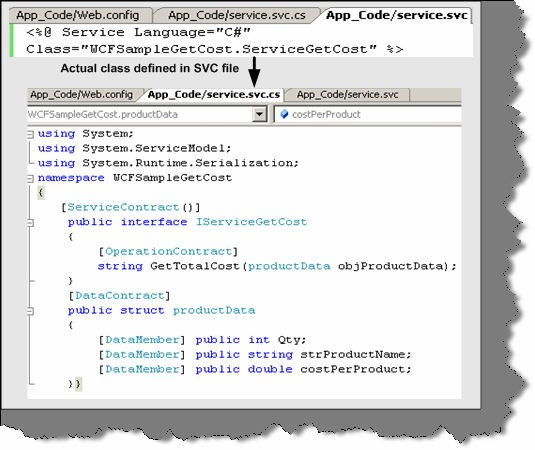 App_Code/Web.config App_Code/service.svc.cs App_Code/service.svc
<%@ Service Language="C#"
Class="WCFSampleGetCost.ServiceGetCost" %>
Actual class defined in SVC file
App_Code/Web.config App_Code/service.svc.cs App_Code/service.svc
WCFSampleGetCost.productData costPerProduct
using System;
using System.ServiceModel;
using System.Runtime.Serialization;
namespace WCFSampleGetCost
{
[ServiceContract()]
public interface IServiceGetCost
{
[OperationContract]
string GetTotalCost(productData objProductData);
}
[DataContract]
public struct productData
{
[DataMember] public int Qty;
[DataMember] public string strProductName;
[DataMember] public double costPerProduct;
}}